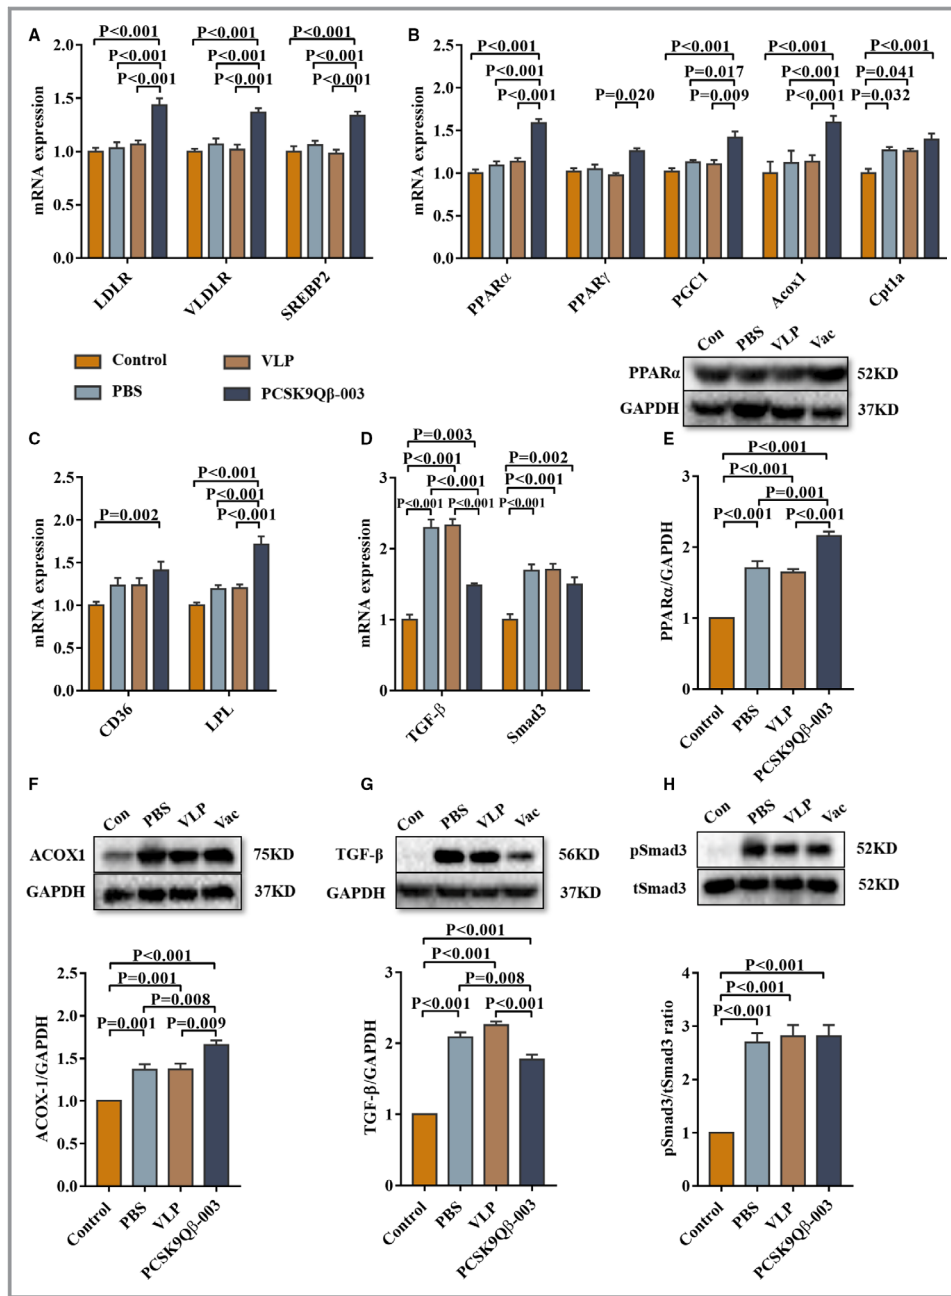 A
B
P<0.001 P<0.001 P<0.001
P<0.001 P<0.001 P<0.001
P<0.001 P<0.001 P<0.001
mRNA expression
2.0
1.5
1.0
0.5
0.0
LDLR VLDLR SREBP2
P<0.001 P<0.001 P<0.001 P<0.001
P<0.001 P=0.017 P<0.001 P=0.041
P<0.001 P=0.020 P=0.009 P<0.001 P=0.032
mRNA expression
2.5
2.0
1.5
1.0
0.5
0.0
PPARα PPARγ PGC1 Acox1 Cpt1a
Control VLP
PBS PCSK9Qβ-003
Con PBS VLP Vac
PPARα 52KD
GAPDH 37KD
C
P<0.001
P<0.001
P=0.002 P<0.001
mRNA expression
2.5
2.0
1.5
1.0
0.5
0.0
CD36 LPL
D
P=0.003
P<0.001 P=0.002
P<0.001 P<0.001
P<0.001 P<0.001 P<0.001
mRNA expression
3
2
1
0
TGF-β Smad3
E
P<0.001
P<0.001
P=0.001
P<0.001 P<0.001
PPARα/GAPDH
3
2
1
0
Control PBS VLP PCSK9Qβ-003
F
Con PBS VLP Vac
ACOX1 75KD
GAPDH 37KD
P<0.001
P=0.001
P=0.008
P=0.001 P=0.009
ACOX-1/GAPDH
2.5
2.0
1.5
1.0
0.5
0.0
Control PBS VLP PCSK9Qβ-003
G
Con PBS VLP Vac
TGF-β 56KD
GAPDH 37KD
P<0.001
P<0.001
P=0.008
P<0.001 P<0.001
TGF-β/GAPDH
3
2
1
0
Control PBS VLP PCSK9Qβ-003
H
Con PBS VLP Vac
pSmad3 52KD
tSmad3 52KD
P<0.001
P<0.001
P<0.001
pSmad3/tSmad3 ratio
4
3
2
1
0
Control PBS VLP PCSK9Qβ-003